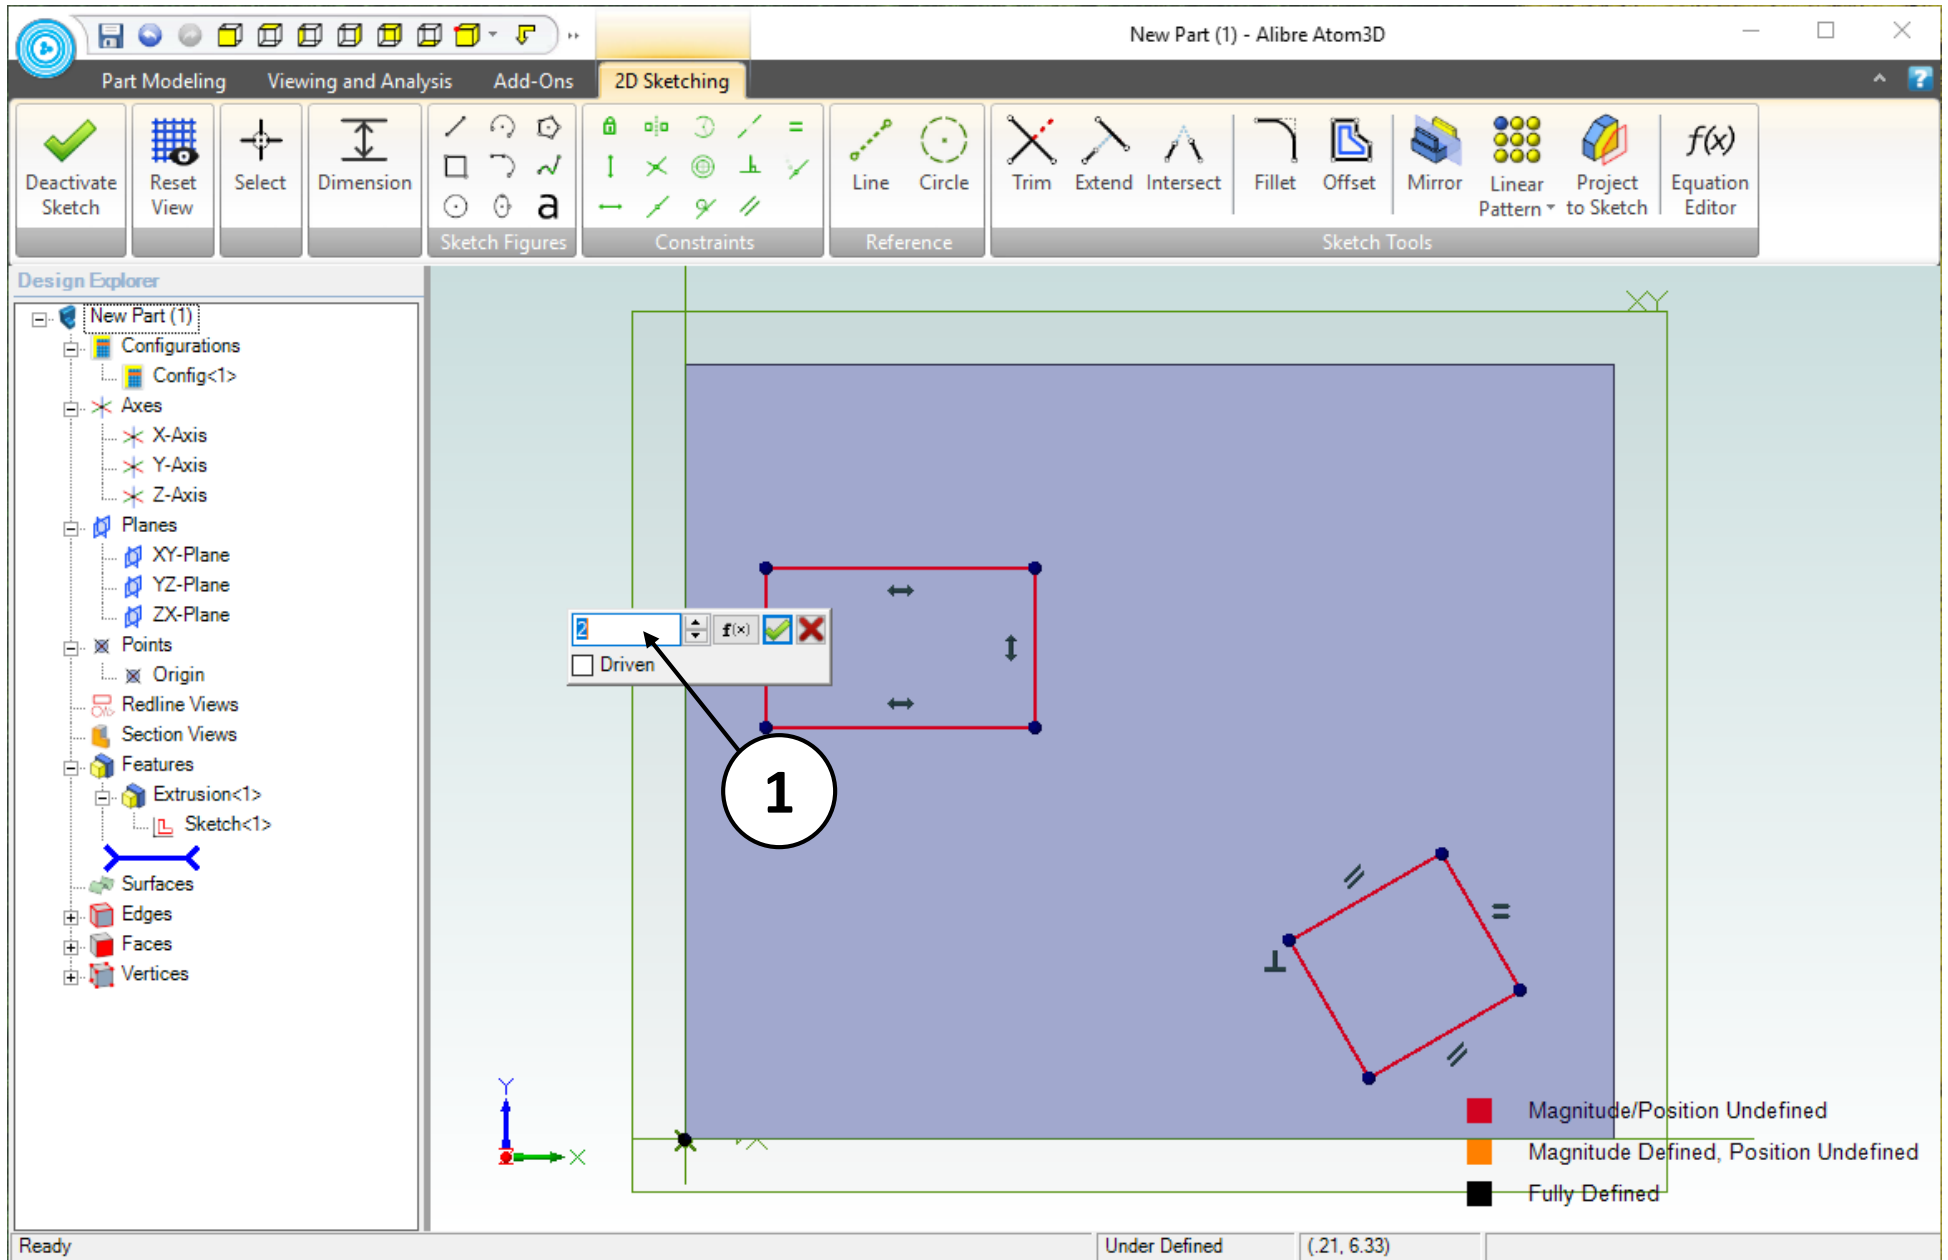 New Part (1) - Alibre Atom3D
Part Modeling
Viewing and Analysis
Add-Ons
2D Sketching
Deactivate
Sketch
Reset
View
Select
Dimension
a
Sketch Figures
Constraints
Line
Circle
Reference
Trim
Extend
Intersect
Fillet
Offset
Mirror
Linear
Pattern
Project
to Sketch
f(x)
Equation
Editor
Sketch Tools
Design Explorer
New Part (1)
Configurations
Config<1>
Axes
X-Axis
Y-Axis
Z-Axis
Planes
XY-Plane
YZ-Plane
ZX-Plane
Points
Origin
Redline Views
Section Views
Features
Extrusion<1>
Sketch<1>
Surfaces
Edges
Faces
Vertices
XY
2
f(x)
Driven
1
Y
X
X
Magnitude/Position Undefined
Magnitude Defined, Position Undefined
Fully Defined
Ready
Under Defined
(.21, 6.33)